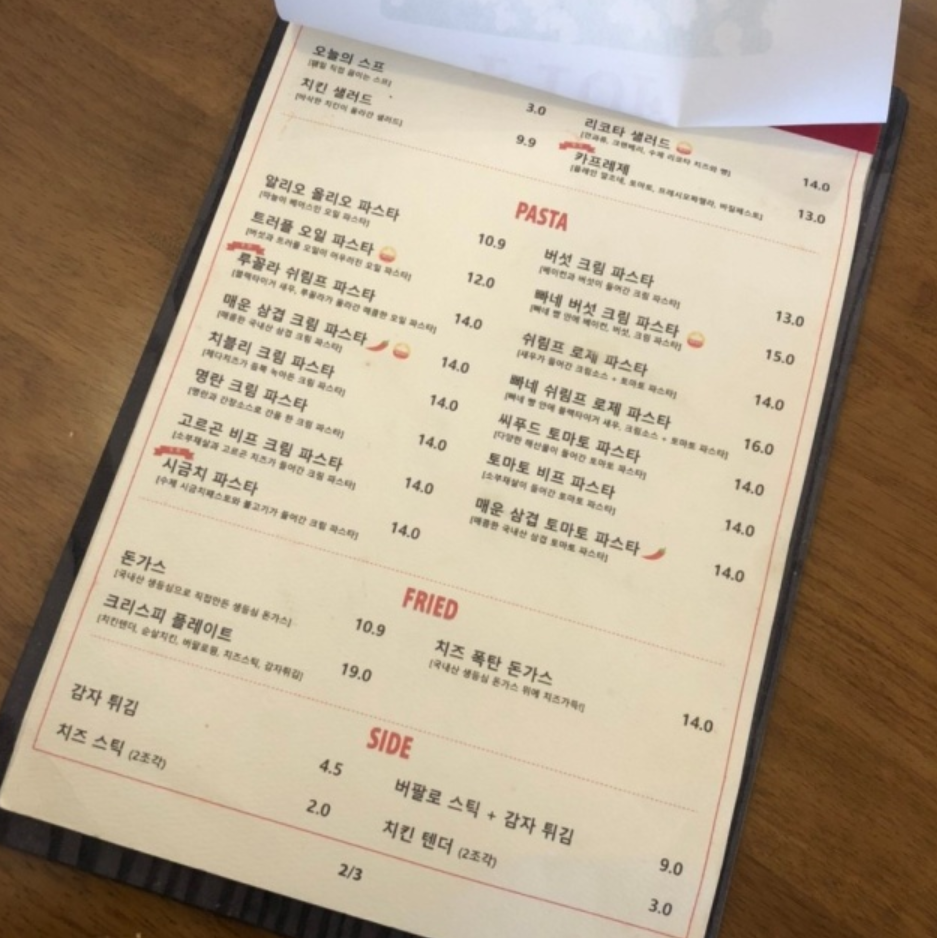 오늘의 스프
[매일 직접 끓이는 스프]
3.0
치킨 샐러드
[바삭한 치킨이 올라간 샐러드]
9.9
리코타 샐러드
[견과류, 크랜베리, 수제 리코타 치즈와 빵]
14.0
카프레제
토마토, 프레시모짜렐라, 바질페스토]
13.0
PASTA
알리오 올리오 파스타
[마늘이 베이스인 오일 파스타]
10.9
트러플 오일 파스타
[버섯과 트러플 오일이 어우러진 오일 파스타]
12.0
루꼴라 쉬림프 파스타
[블랙타이거 새우, 루꼴라가 올라간 매콤한 오일 파스타]
14.0
매운 삼겹 크림 파스타
[매콤한 국내산 삼겹 크림 파스타]
14.0
치블리 크림 파스타
[체다치즈가 듬뿍 녹아든 크림 파스타]
14.0
명란 크림 파스타
[명란과 간장소스로 간을 한 크림 파스타]
14.0
고르곤 비프 크림 파스타
[소부채살과 고르곤 치즈가 들어간 크림 파스타]
14.0
시금치 파스타
[수제 시금치페스토와 불고기가 들어간 크림 파스타]
14.0
버섯 크림 파스타
[베이컨과 버섯이 들어간 크림 파스타]
13.0
빠네 버섯 크림 파스타
[빠네 빵 안에 베이컨, 버섯, 크림 파스타]
15.0
쉬림프 로제 파스타
[새우가 들어간 크림소스 + 토마토 파스타]
14.0
빠네 쉬림프 로제 파스타
[빠네 빵 안에 블랙타이거 새우, 크림소스 + 토마토 파스타]
16.0
씨푸드 토마토 파스타
[다양한 해산물이 들어간 토마토 파스타]
14.0
토마토 비프 파스타
[소부채살이 들어간 토마토 파스타]
14.0
매운 삼겹 토마토 파스타
[매콤한 국내산 삼겹 토마토 파스타]
14.0
FRIED
돈가스
[국내산 생등심으로 직접만든 생등심 돈가스]
10.9
크리스피 플레이트
[치킨텐더, 순살치킨, 버팔로윙, 치즈스틱, 감자튀김]
19.0
치즈 폭탄 돈가스
[국내산 생등심 돈가스 위에 치즈가득!]
14.0
SIDE
감자 튀김
4.5
치즈 스틱 (2조각)
2.0
버팔로 스틱 + 감자 튀김
9.0
치킨 텐더 (2조각)
3.0
2/3